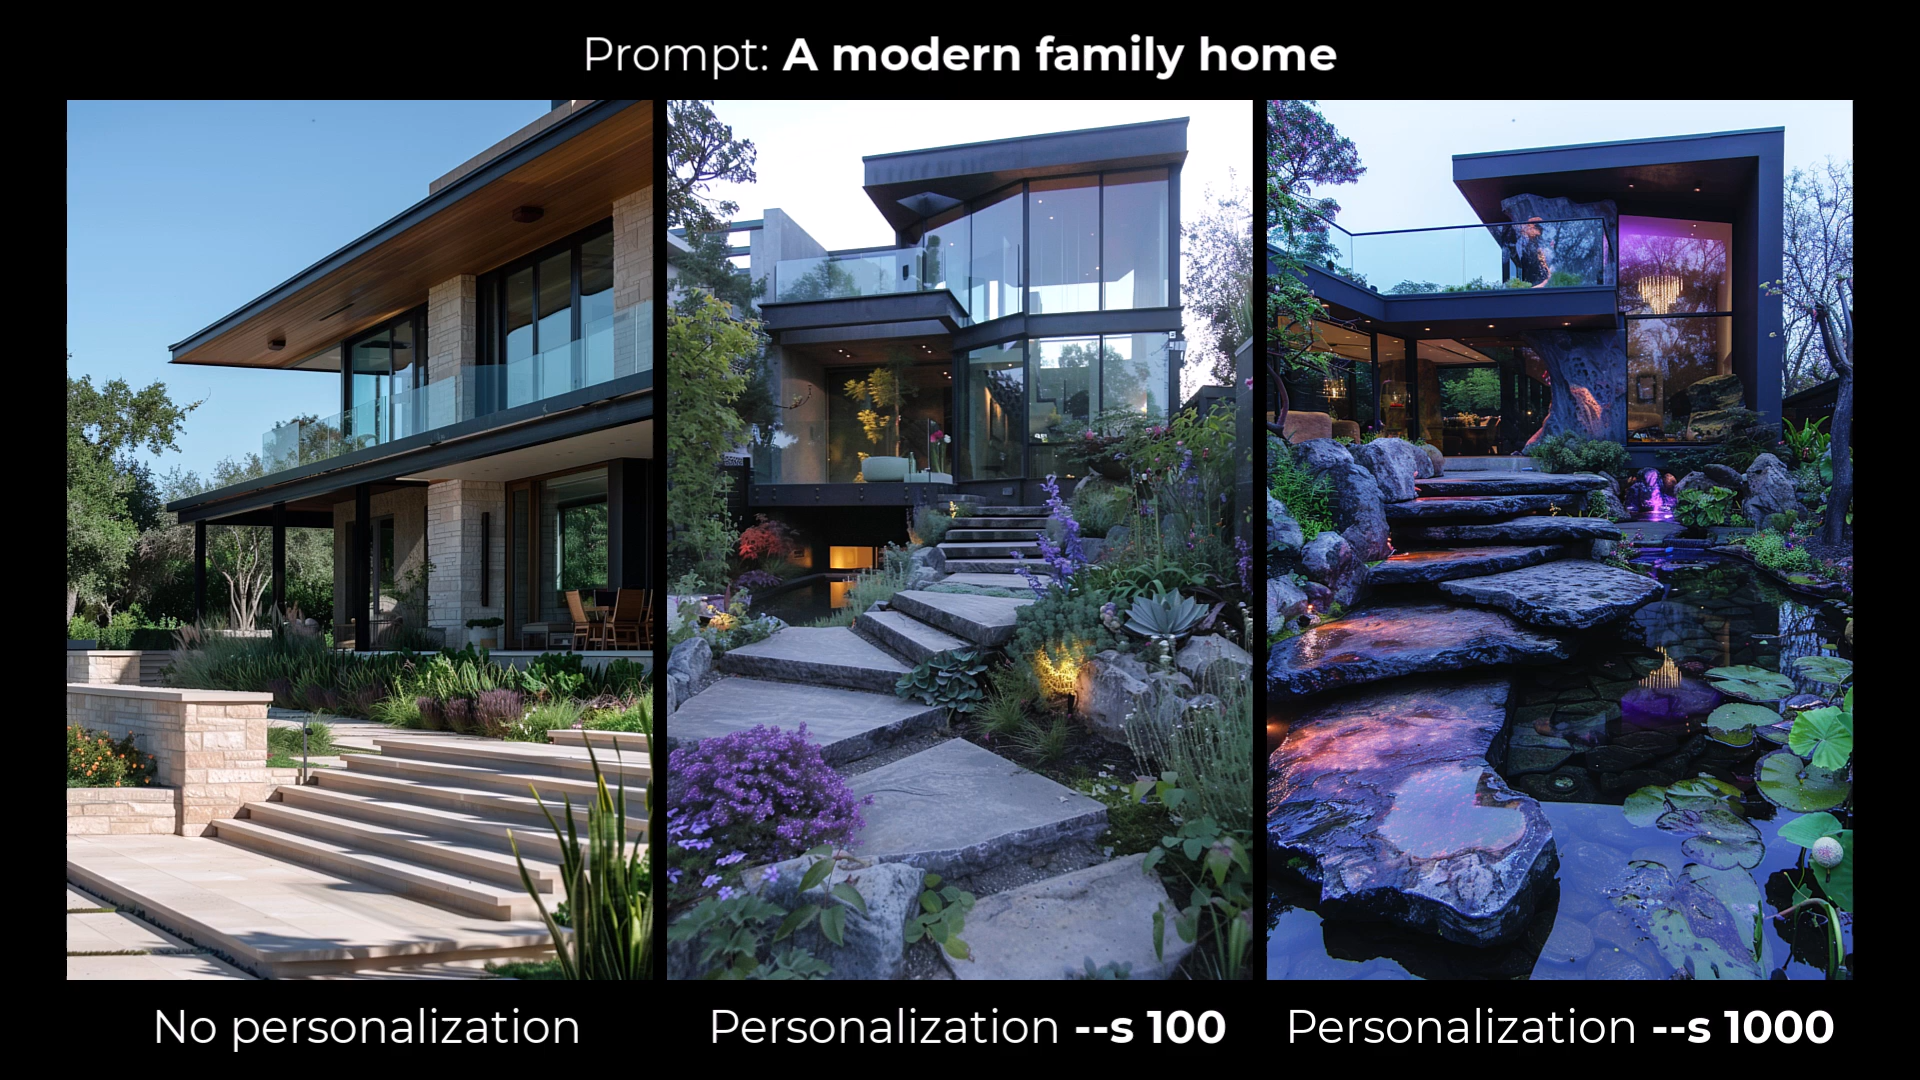 Prompt: A modern family home
No personalization
Personalization --s 100
Personalization --s 1000